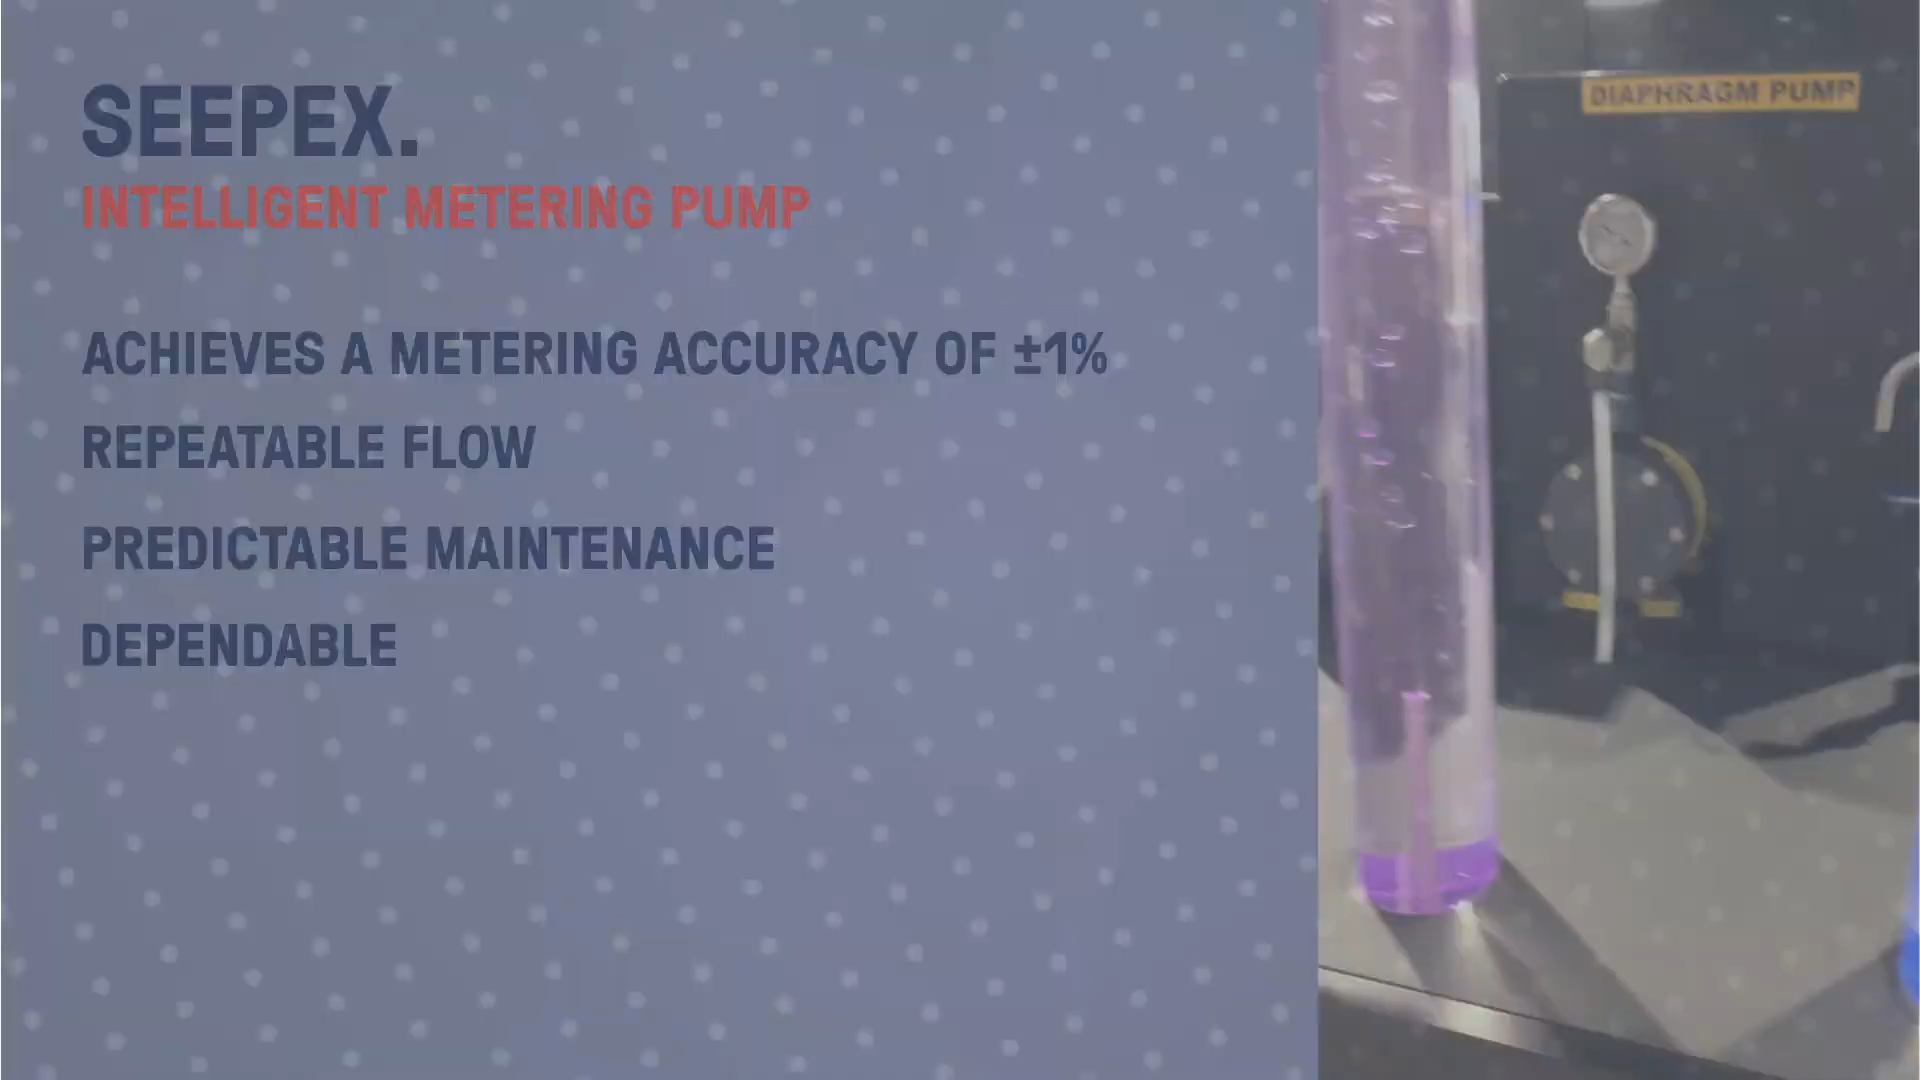 SEEPEX.
INTELLIGENT METERING PUMP
ACHIEVES A METERING ACCURACY OF ±1%
REPEATABLE FLOW
PREDICTABLE MAINTENANCE
DEPENDABLE
DIAPHRAGM PUMP